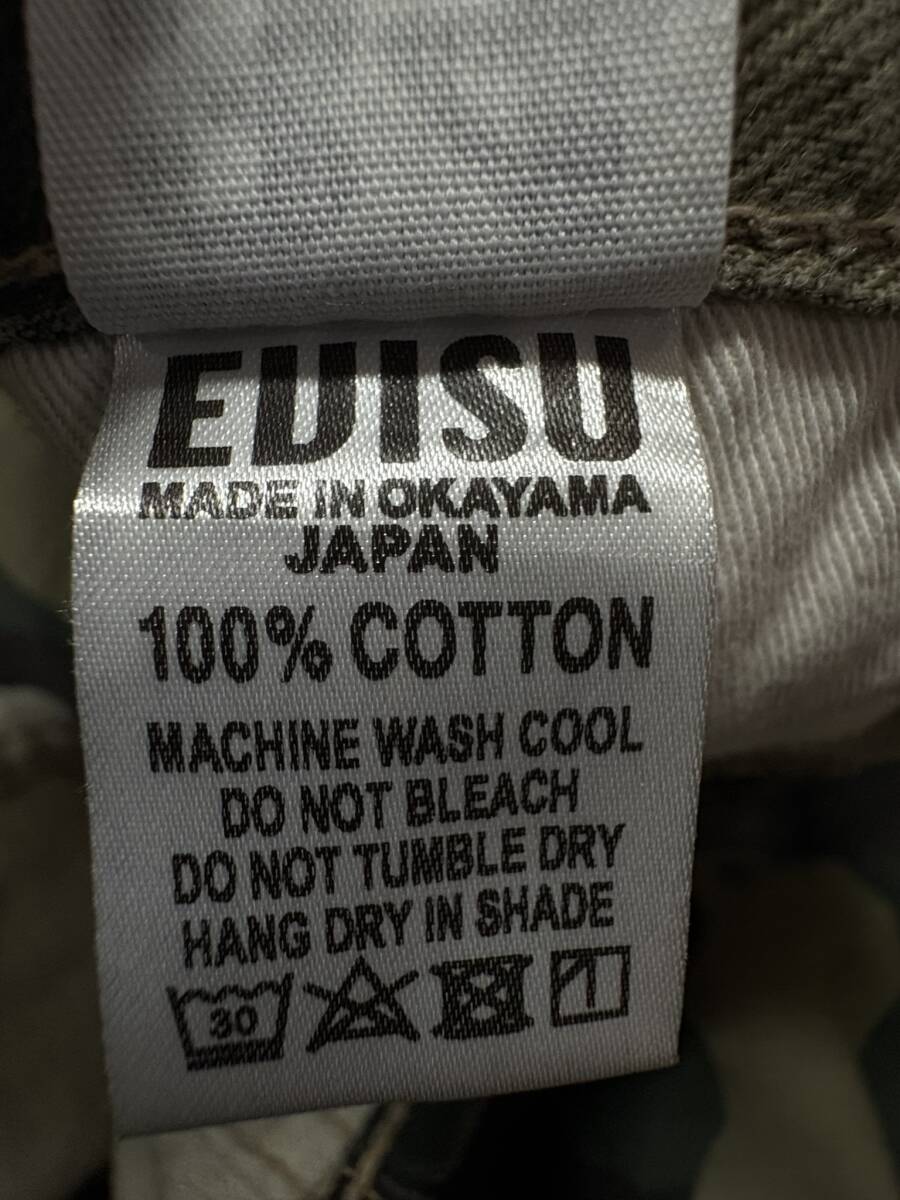 EVISU
MADE IN OKAYAMA
JAPAN
100% COTTON
MACHINE WASH COOL
DO NOT BLEACH
DO NOT TUMBLE DRY
HANG DRY IN SHADE
30